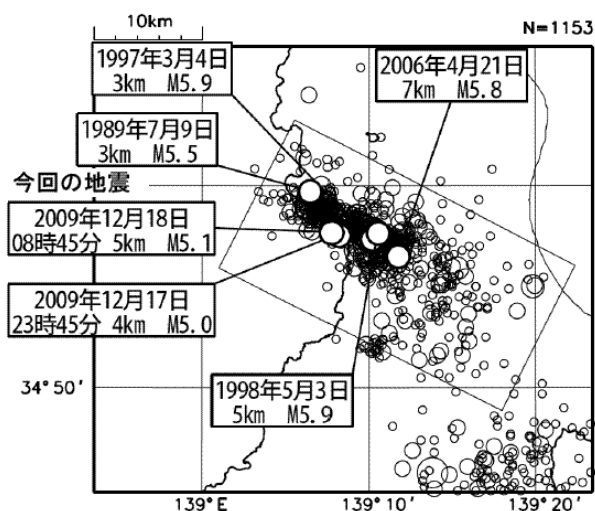 10km
N=1153
1997年3月4日
3km M5.9
2006年4月21日
7km M5.8
1989年7月9日
3km M5.5
今回の地震
2009年12月18日
08時45分 5km M5.1
2009年12月17日
23時45分 4km M5.0
1998年5月3日
5km M5.9
34°50′
139°E
139°10′
139°20′